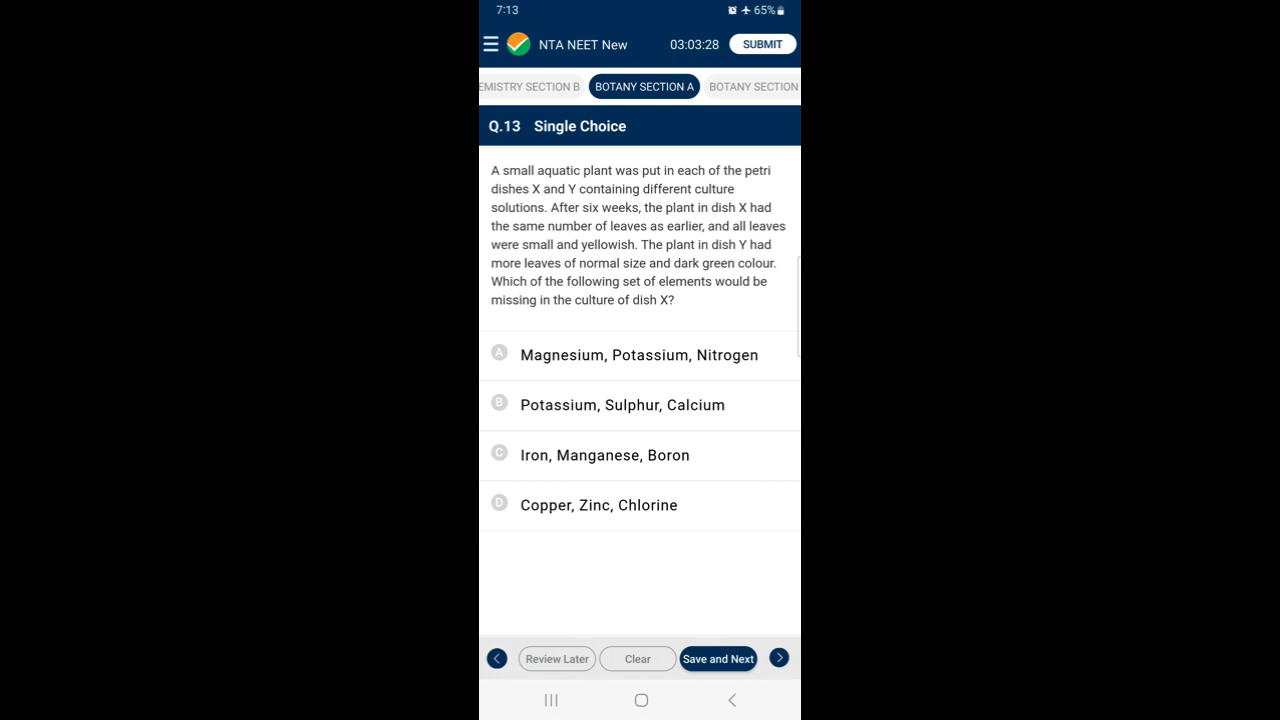 7:13 65%
NTA NEET New 03:03:28 SUBMIT
EMISTRY SECTION B BOTANY SECTION A BOTANY SECTION
Q.13 Single Choice
A small aquatic plant was put in each of the petri
dishes X and Y containing different culture
solutions. After six weeks, the plant in dish X had
the same number of leaves as earlier, and all leaves
were small and yellowish. The plant in dish Y had
more leaves of normal size and dark green colour.
Which of the following set of elements would be
missing in the culture of dish X?
A Magnesium, Potassium, Nitrogen
B Potassium, Sulphur, Calcium
C Iron, Manganese, Boron
D Copper, Zinc, Chlorine
Review Later Clear Save and Next